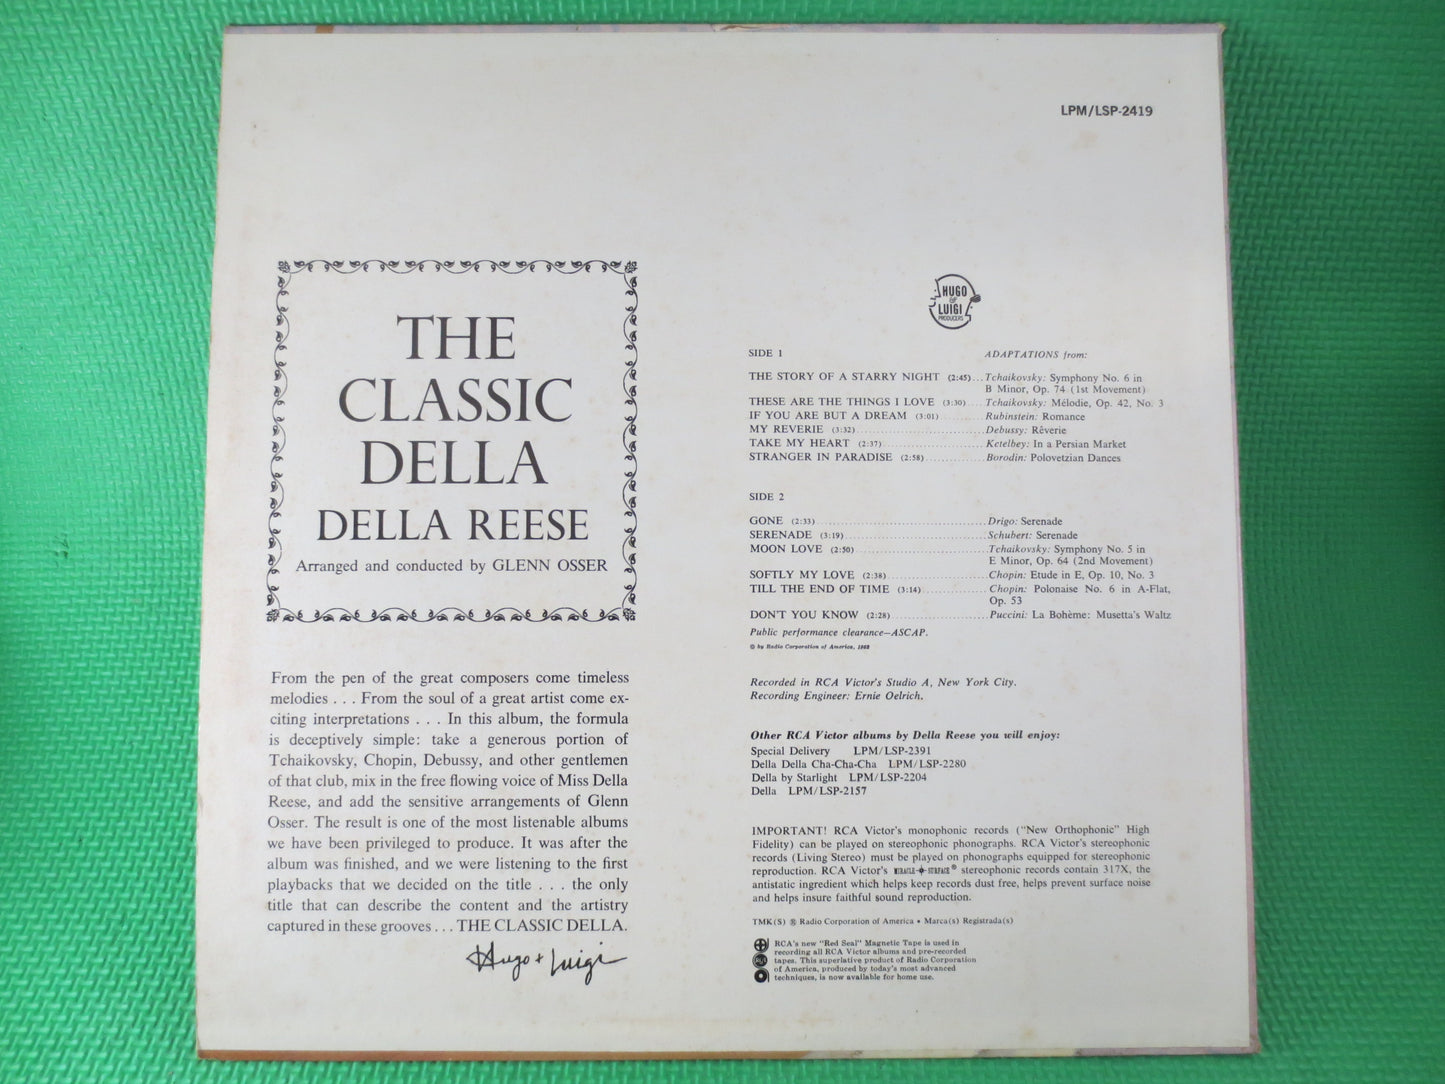 LPM/LSP-2419
THE
CLASSIC
DELLA
DELLA REESE
Arranged and conducted by GLENN OSSER
From the pen of the great composers come timeless
melodies . . . From the soul of a great artist come ex-
citing interpretations . . . In this album, the formula
is deceptively simple: take a generous portion of
Tchaikovsky, Chopin, Debussy, and other gentlemen
of that club, mix in the free flowing voice of Miss Della
Reese, and add the sensitive arrangements of Glenn
Osser. The result is one of the most listenable albums
we have been privileged to produce. It was after the
album was finished, and we were listening to the first
playbacks that we decided on the title . . . the only
title that can describe the content and the artistry
captured in these grooves . . . THE CLASSIC DELLA.
Hugo + Luigi
HUGO
&
LUIGI
PRODUCERS
SIDE 1 ADAPTATIONS from:
THE STORY OF A STARRY NIGHT (2:45)...Tchaikovsky: Symphony No. 6 in
B Minor, Op. 74 (1st Movement)
THESE ARE THE THINGS I LOVE (3:30)....Tchaikovsky: Mélodie, Op. 42, No. 3
IF YOU ARE BUT A DREAM (3:01)..........Rubinstein: Romance
MY REVERIE (3:32)............................Debussy: Rêverie
TAKE MY HEART (2:37)......................Ketelbey: In a Persian Market
STRANGER IN PARADISE (2:58).............Borodin: Polovetzian Dances
SIDE 2
GONE (2:33)....................................Drigo: Serenade
SERENADE (3:19)..............................Schubert: Serenade
MOON LOVE (2:50)............................Tchaikovsky: Symphony No. 5 in
E Minor, Op. 64 (2nd Movement)
SOFTLY MY LOVE (2:38).....................Chopin: Etude in E, Op. 10, No. 3
TILL THE END OF TIME (3:14)..............Chopin: Polonaise No. 6 in A-Flat,
Op. 53
DON'T YOU KNOW (2:28)....................Puccini: La Bohème: Musetta's Waltz
Public performance clearance—ASCAP.
© by Radio Corporation of America, 1962
Recorded in RCA Victor's Studio A, New York City.
Recording Engineer: Ernie Oelrich.
Other RCA Victor albums by Della Reese you will enjoy:
Special Delivery LPM/LSP-2391
Della Della Cha-Cha-Cha LPM/LSP-2280
Della by Starlight LPM/LSP-2204
Della LPM/LSP-2157
IMPORTANT! RCA Victor's monophonic records ("New Orthophonic" High
Fidelity) can be played on stereophonic phonographs. RCA Victor's stereophonic
records (Living Stereo) must be played on phonographs equipped for stereophonic
reproduction. RCA Victor's MIRACLE SURFACE® stereophonic records contain 317X, the
antistatic ingredient which helps keep records dust free, helps prevent surface noise
and helps insure faithful sound reproduction.
TMK(S) ® Radio Corporation of America • Marca(s) Registrada(s)
RCA's new "Red Seal" Magnetic Tape is used in
recording all RCA Victor albums and pre-recorded
tapes. This superlative product of Radio Corporation
of America, produced by today's most advanced
techniques, is now available for home use.